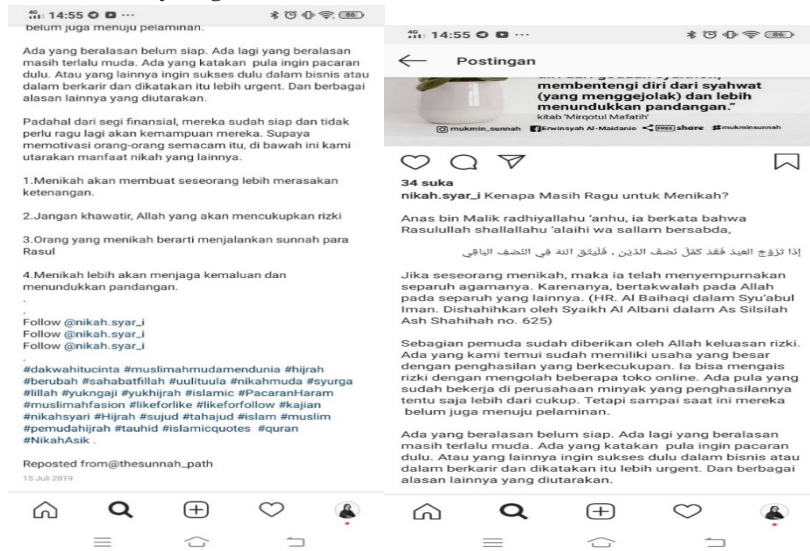 14:55 ... 86
belum juga menuju pelaminan.
Ada yang beralasan belum siap. Ada lagi yang beralasan
masih terlalu muda. Ada yang katakan pula ingin pacaran
dulu. Atau yang lainnya ingin sukses dulu dalam bisnis atau
dalam berkarir dan dikatakan itu lebih urgent. Dan berbagai
alasan lainnya yang diutarakan.
Padahal dari segi finansial, mereka sudah siap dan tidak
perlu ragu lagi akan kemampuan mereka. Supaya
memotivasi orang-orang semacam itu, di bawah ini kami
utarakan manfaat nikah yang lainnya.
1.Menikah akan membuat seseorang lebih merasakan
ketenangan.
2.Jangan khawatir, Allah yang akan mencukupkan rizki
3.Orang yang menikah berarti menjalankan sunnah para
Rasul
4.Menikah lebih akan menjaga kemaluan dan
menundukkan pandangan.
.
.
Follow @nikah.syar_i
Follow @nikah.syar_i
Follow @nikah.syar_i
.
#dakwahitucinta #muslimahmudamendunia #hijrah
#berubah #sahabatfillah #uulituula #nikahmuda #syurga
#lillah #yukngaji #yukhijrah #islamic #PacaranHaram
#muslimahfasion #likeforlike #likeforfollow #kajian
#nikahsyari #Hijrah #sujud #tahajud #islam #muslim
#pemudahijrah #tauhid #islamicquotes #quran
#NikahAsik .
Reposted from@thesunnah_path
15 Juli 2019
14:55 ... 86
Postingan
membentengi diri dari syahwat
(yang menggejolak) dan lebih
menundukkan pandangan."
kitab 'Mirqotul Mafatih'
mukmin_sunnah Erwinsyah Al-Maidanie FREE share #mukminsunnah
34 suka
nikah.syar_i Kenapa Masih Ragu untuk Menikah?
Anas bin Malik radhiyallahu 'anhu, ia berkata bahwa
Rasulullah shallallahu 'alaihi wa sallam bersabda,
إذا تزوج العبد فقد كمل نصف الدين ، فليتق الله في النصف الباقي
Jika seseorang menikah, maka ia telah menyempurnakan
separuh agamanya. Karenanya, bertakwalah pada Allah
pada separuh yang lainnya. (HR. Al Baihaqi dalam Syu'abul
Iman. Dishahihkan oleh Syaikh Al Albani dalam As Silsilah
Ash Shahihah no. 625)
Sebagian pemuda sudah diberikan oleh Allah keluasan rizki.
Ada yang kami temui sudah memiliki usaha yang besar
dengan penghasilan yang berkecukupan. Ia bisa mengais
rizki dengan mengolah beberapa toko online. Ada pula yang
sudah bekerja di perusahaan minyak yang penghasilannya
tentu saja lebih dari cukup. Tetapi sampai saat ini mereka
belum juga menuju pelaminan.
Ada yang beralasan belum siap. Ada lagi yang beralasan
masih terlalu muda. Ada yang katakan pula ingin pacaran
dulu. Atau yang lainnya ingin sukses dulu dalam bisnis atau
dalam berkarir dan dikatakan itu lebih urgent. Dan berbagai
alasan lainnya yang diutarakan.